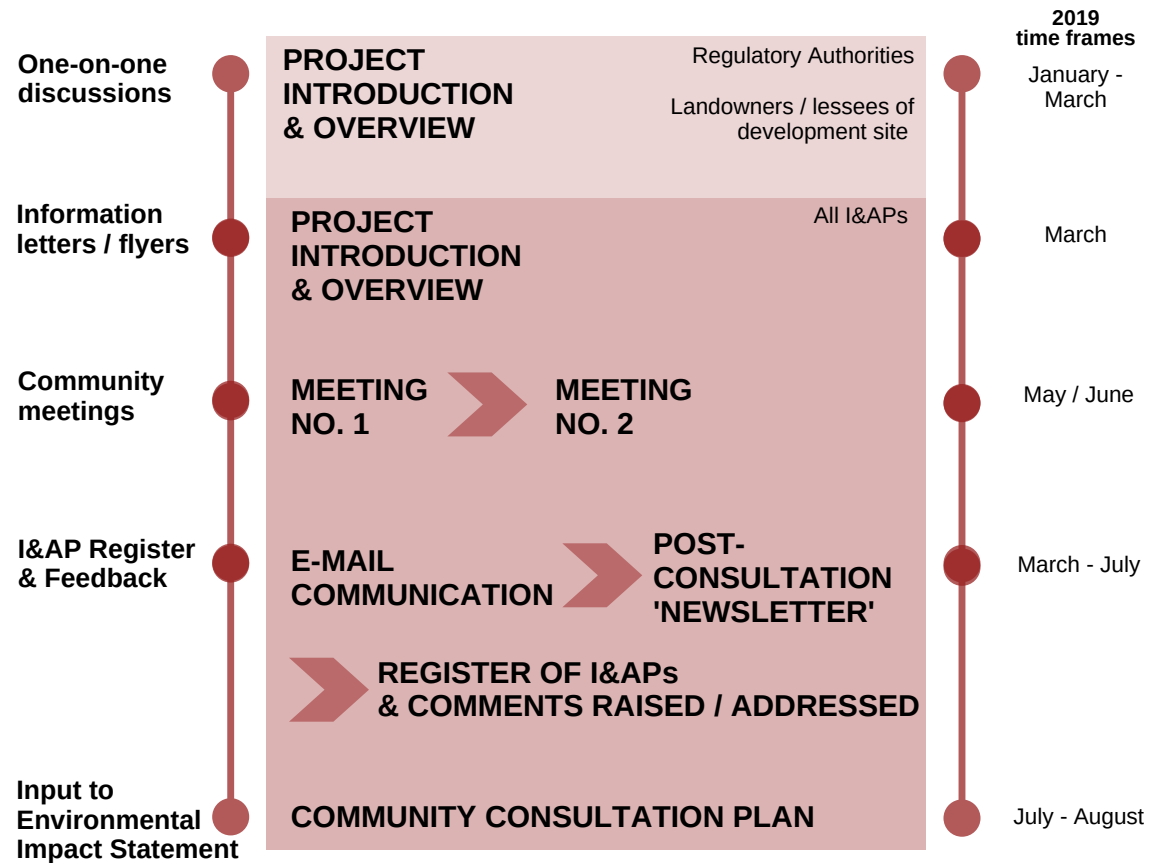 2019
time frames
One-on-one
discussions
PROJECT
INTRODUCTION
& OVERVIEW
Regulatory Authorities
Landowners / lessees of
development site
January -
March
Information
letters / flyers
PROJECT
INTRODUCTION
& OVERVIEW
All I&APs
March
Community
meetings
MEETING
NO. 1
MEETING
NO. 2
May / June
I&AP Register
& Feedback
E-MAIL
COMMUNICATION
POST-
CONSULTATION
'NEWSLETTER'
March - July
REGISTER OF I&APs
& COMMENTS RAISED / ADDRESSED
Input to
Environmental
Impact Statement
COMMUNITY CONSULTATION PLAN
July - August